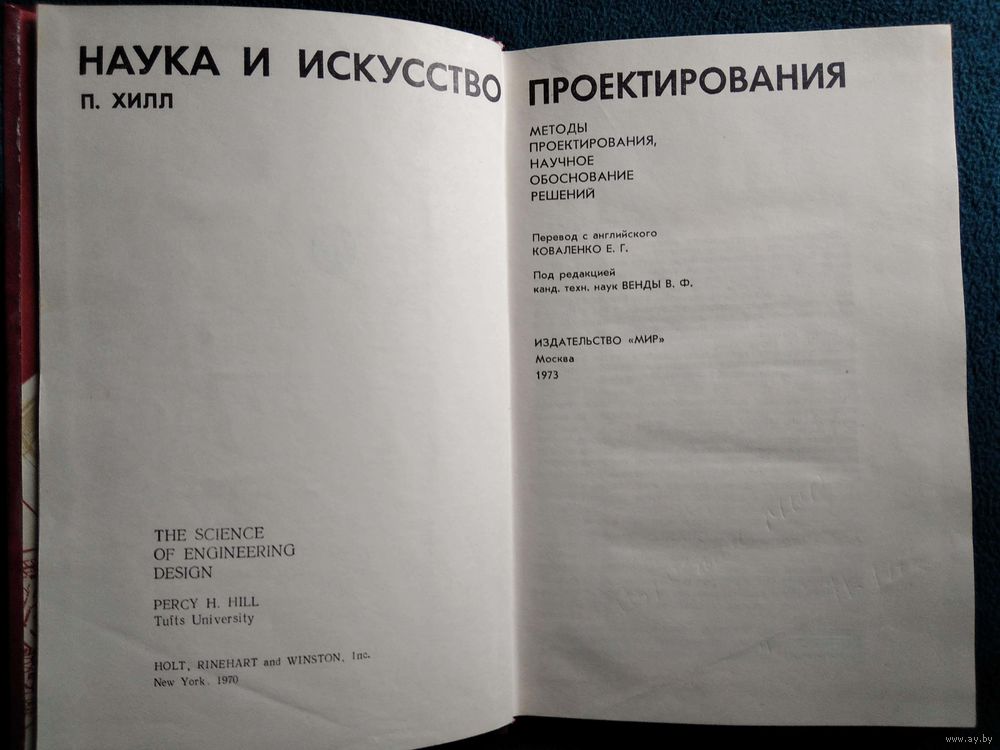 НАУКА И ИСКУССТВО ПРОЕКТИРОВАНИЯ
П. ХИЛЛ
THE SCIENCE
OF ENGINEERING
DESIGN
PERCY H. HILL
Tufts University
HOLT, RINEHART and WINSTON, Inc.
New York. 1970
МЕТОДЫ
ПРОЕКТИРОВАНИЯ,
НАУЧНОЕ
ОБОСНОВАНИЕ
РЕШЕНИЙ
Перевод с английского
КОВАЛЕНКО Е. Г.
Под редакцией
канд. техн. наук ВЕНДЫ В. Ф.
ИЗДАТЕЛЬСТВО «МИР»
Москва
1973
www.ay.by